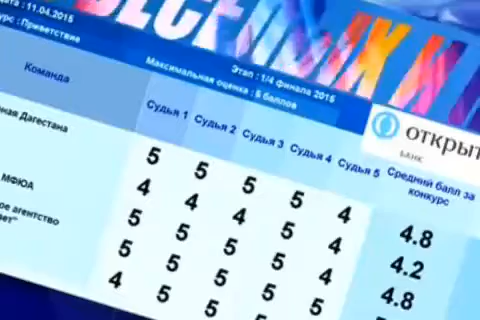 ВЕСЕЛЫХ И
: 11.04.2015
урс : Приветствие
Этап : 1/4 финала 2015
Максимальная оценка : 5 баллов
ОТКРЫТ
БАНК
Команда
Судья 1 Судья 2 Судья 3 Судья 4 Судья 5 Средний балл за
конкурс
ная Дагестана 5 5 5 5 4 4.8
МФЮА 4 4 4 5 4 4.2
ое агентство 5 5 5 5 4 4.8
ет"
5 5 5 5 5
4 5 5